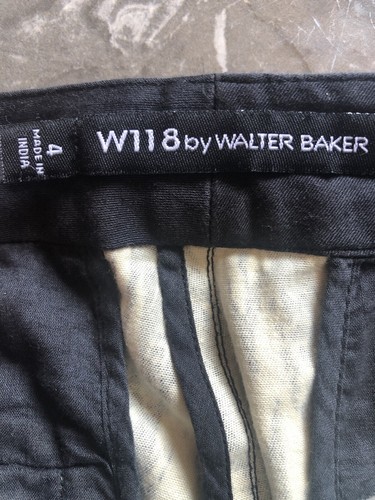 W118 by WALTER BAKER
4
MADE IN
INDIA